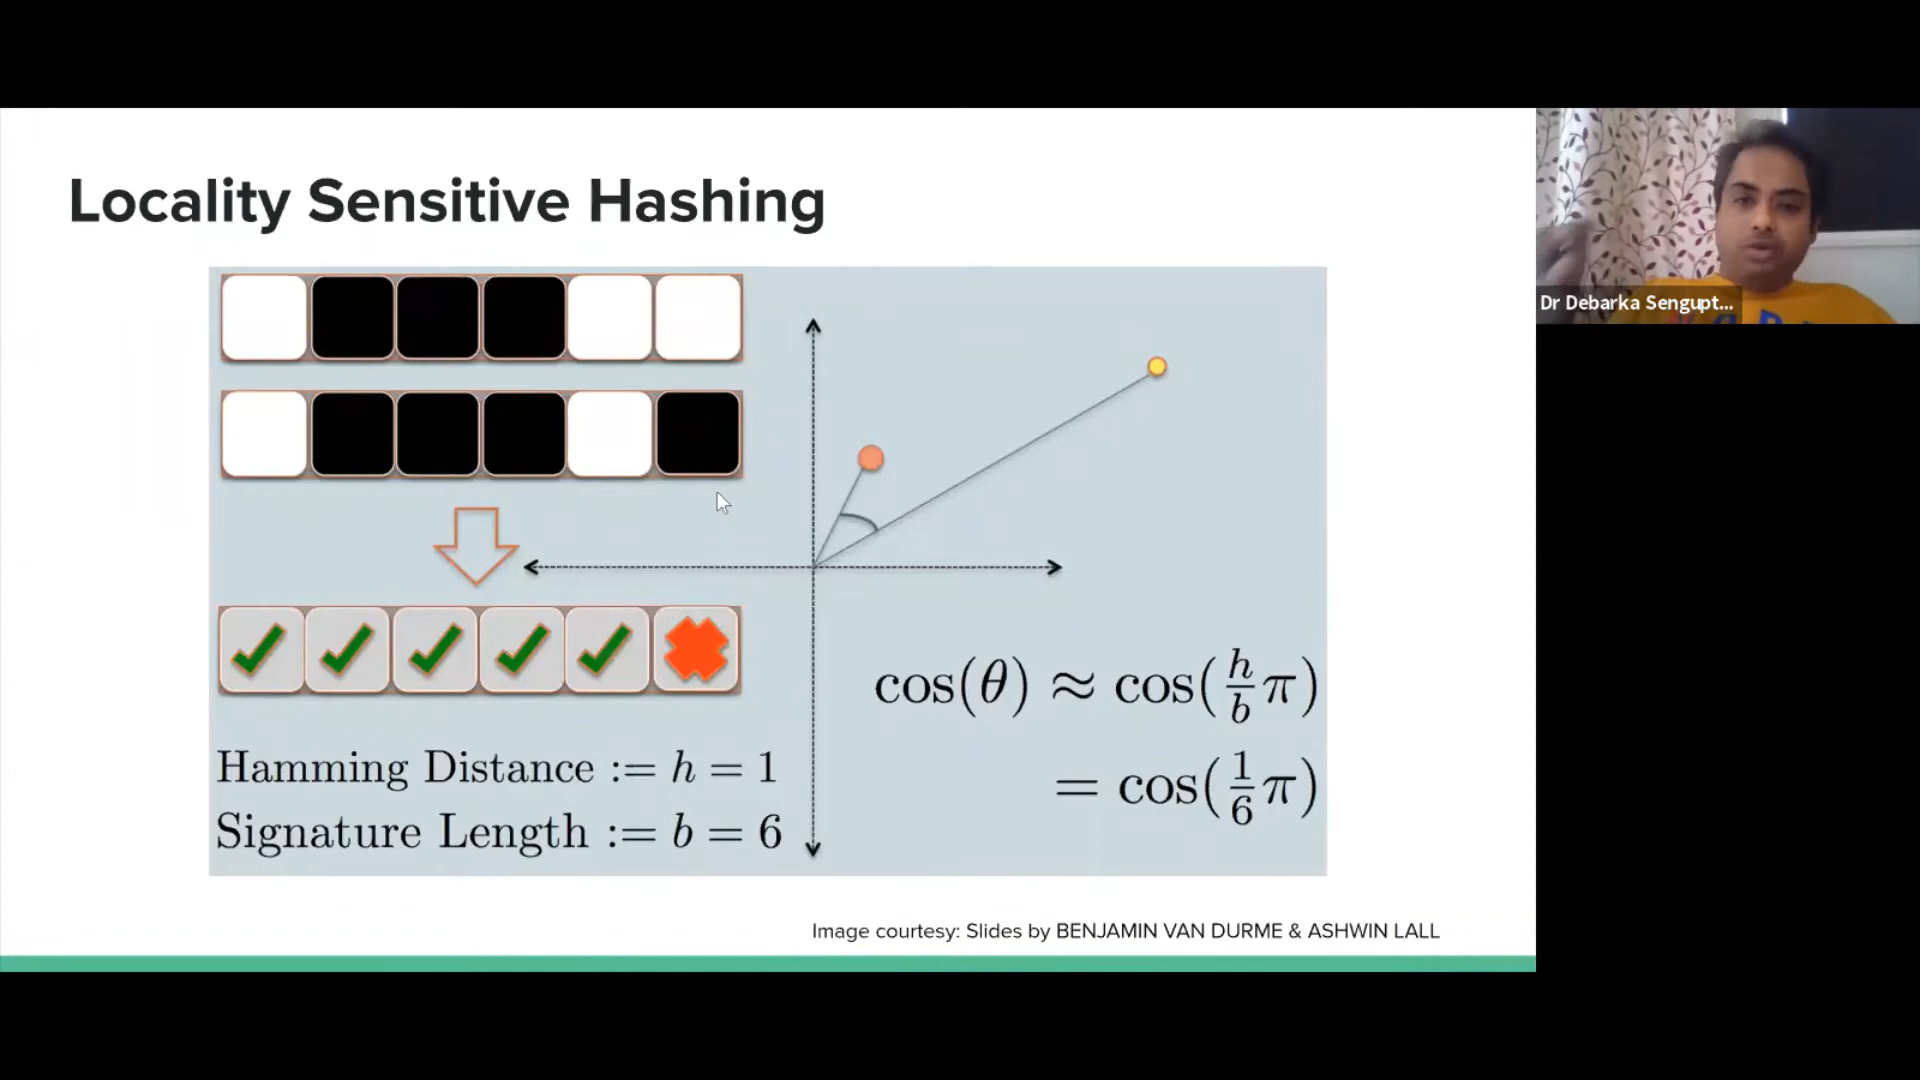 Locality Sensitive Hashing
Dr Debarka Sengupt...
cos(θ) ≈ cos(h/b π)
= cos(1/6 π)
Hamming Distance := h = 1
Signature Length := b = 6
Image courtesy: Slides by BENJAMIN VAN DURME & ASHWIN LALL